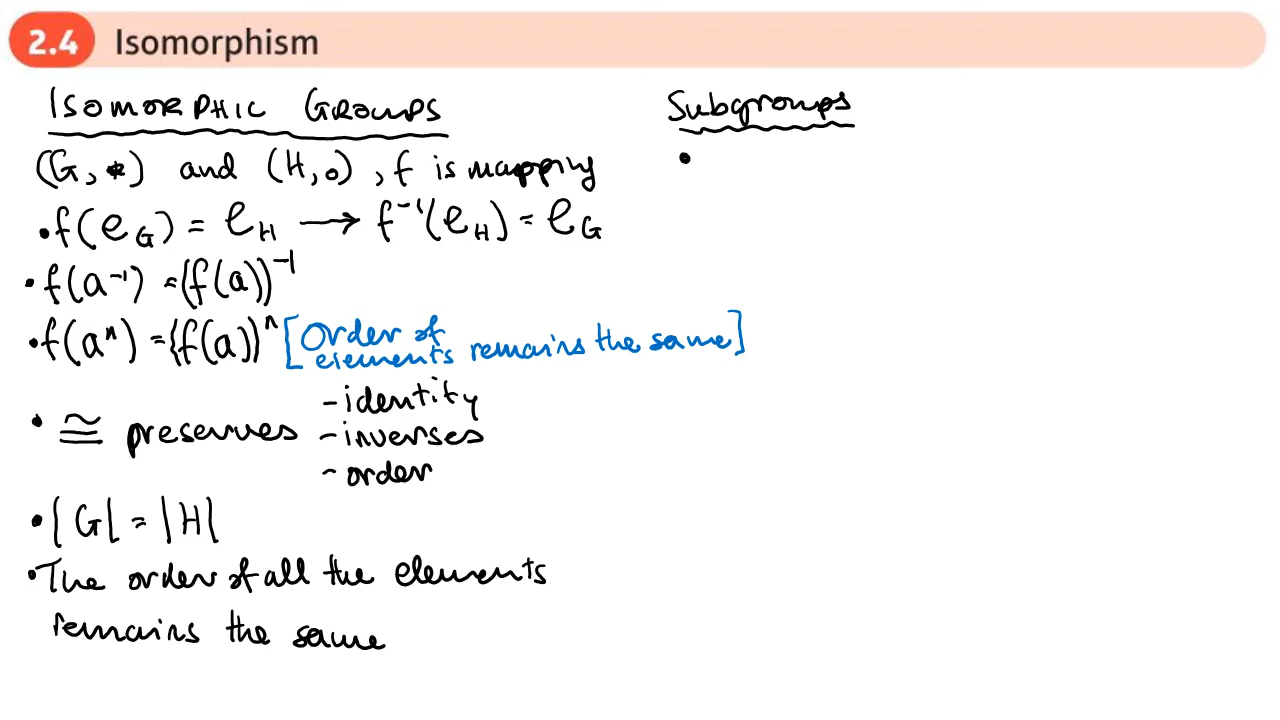 2.4 Isomorphism
ISOMORPHIC GROUPS
(G, *) and (H, ∘), f is mapping
• f(e_G) = e_H → f⁻¹(e_H) = e_G
• f(a⁻¹) = (f(a))⁻¹
• f(aⁿ) = {f(a)}ⁿ [Order of
elements remains the same]
• ≅ preserves - identity
- inverses
- order
• |G| = |H|
• The order of all the elements
remains the same
Subgroups
•